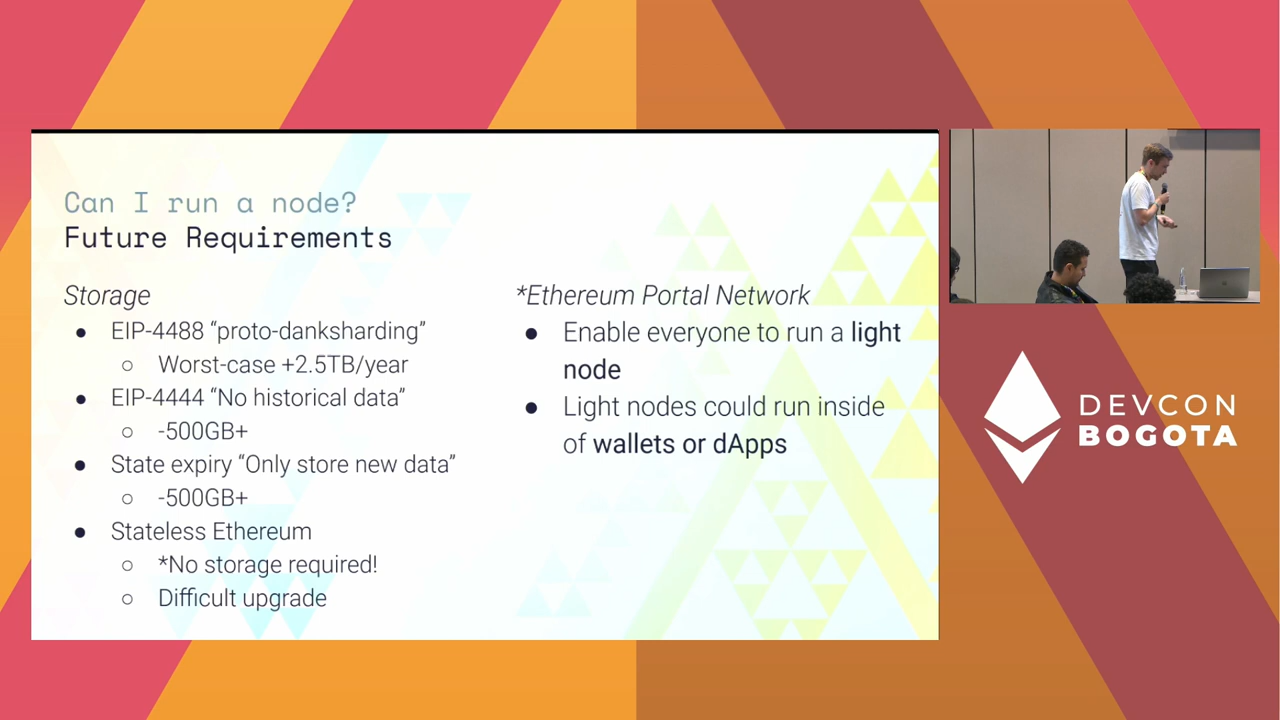 Can I run a node?
Future Requirements
Storage
● EIP-4488 “proto-danksharding”
○ Worst-case +2.5TB/year
● EIP-4444 “No historical data”
○ -500GB+
● State expiry “Only store new data”
○ -500GB+
● Stateless Ethereum
○ *No storage required!
○ Difficult upgrade
*Ethereum Portal Network
● Enable everyone to run a light
node
● Light nodes could run inside
of wallets or dApps
DEVCON
BOGOTA